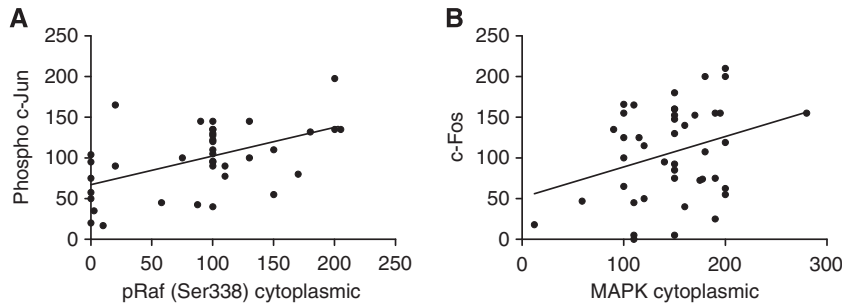 A
Phospho c-Jun
250
200
150
100
50
0
0 50 100 150 200 250
pRaf (Ser338) cytoplasmic
B
c-Fos
250
200
150
100
50
0
0 100 200 300
MAPK cytoplasmic